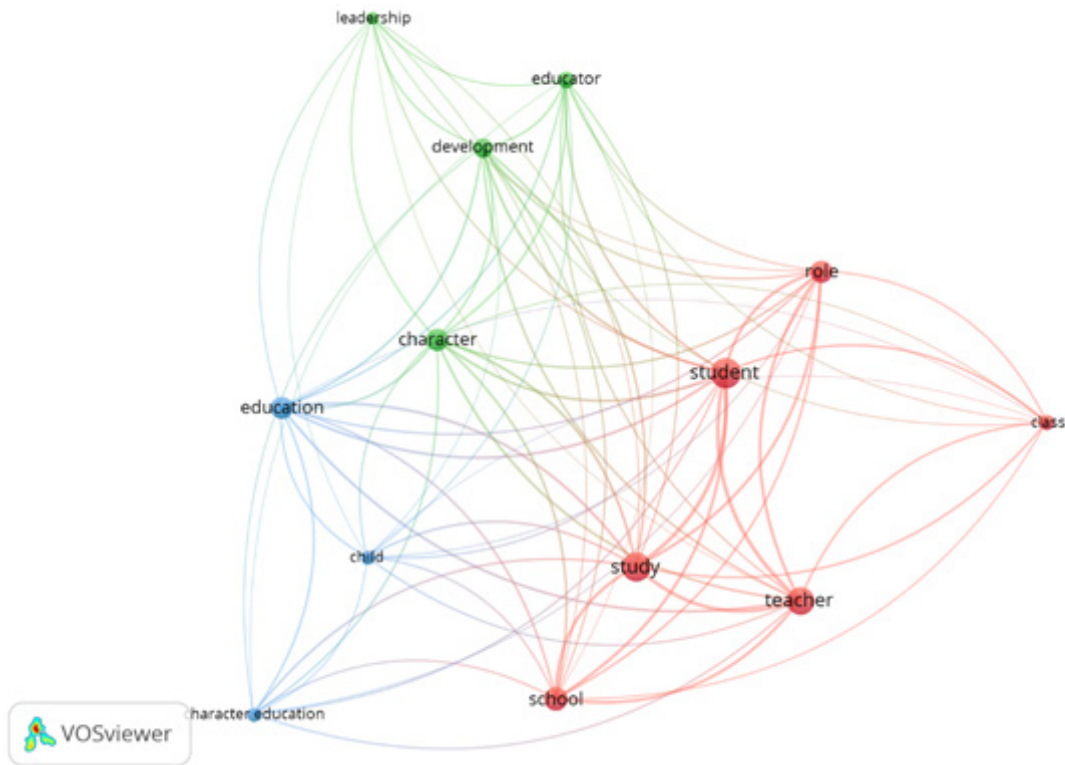 leadership
educator
development
role
character
student
education
class
child
study
teacher
school
character education
VOSviewer